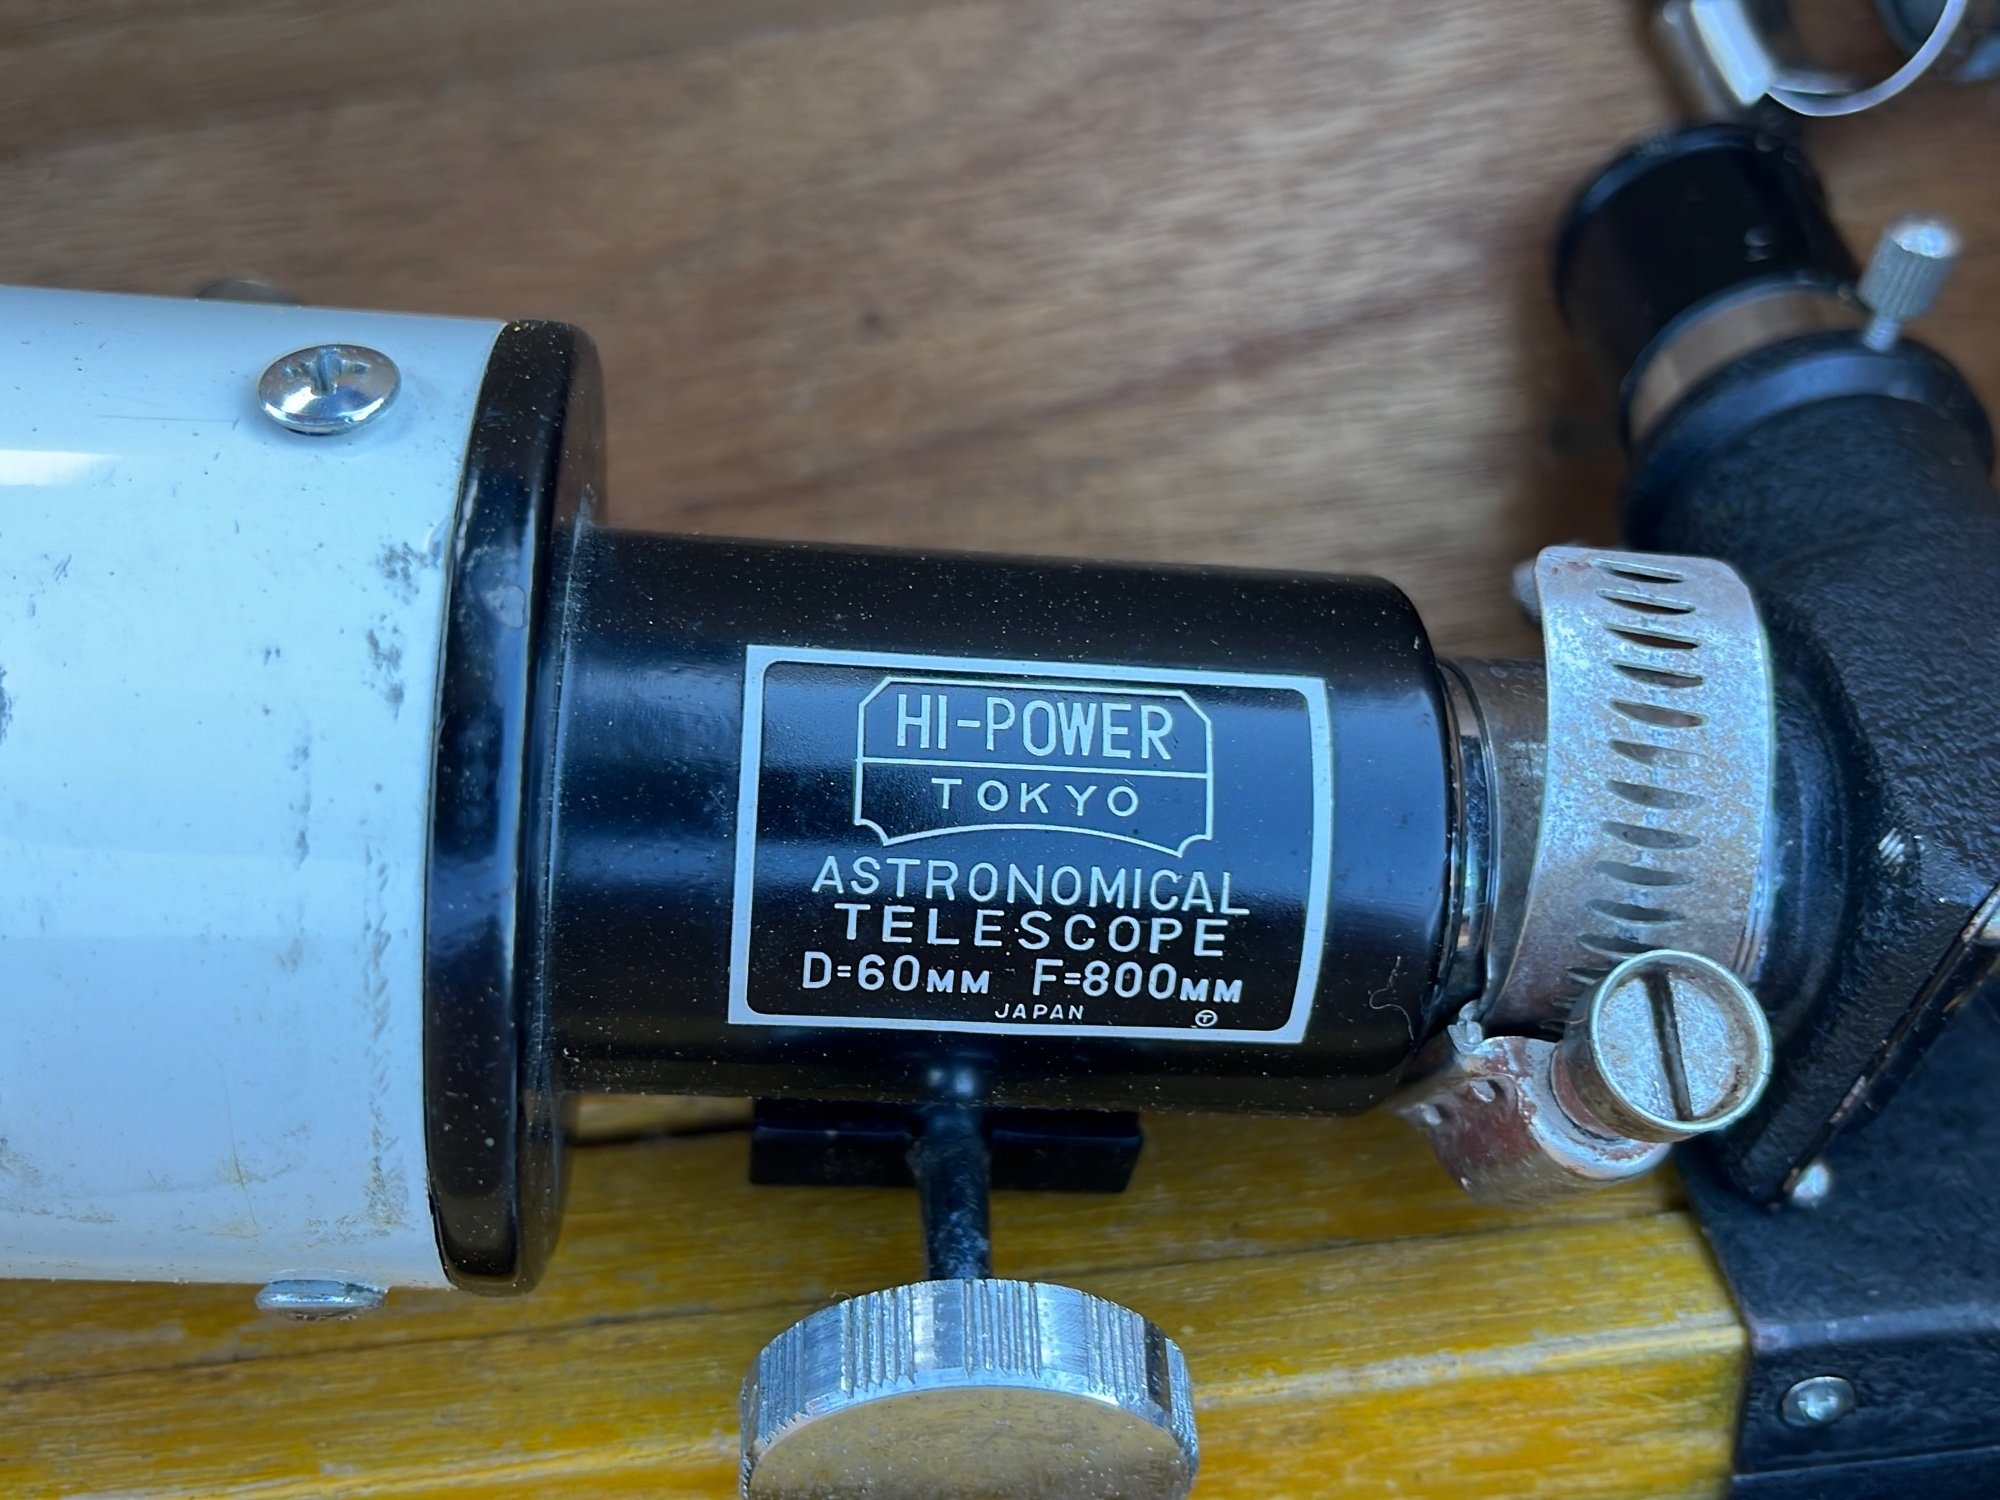 HI-POWER
TOKYO
ASTRONOMICAL
TELESCOPE
D=60MM F=800MM
JAPAN T